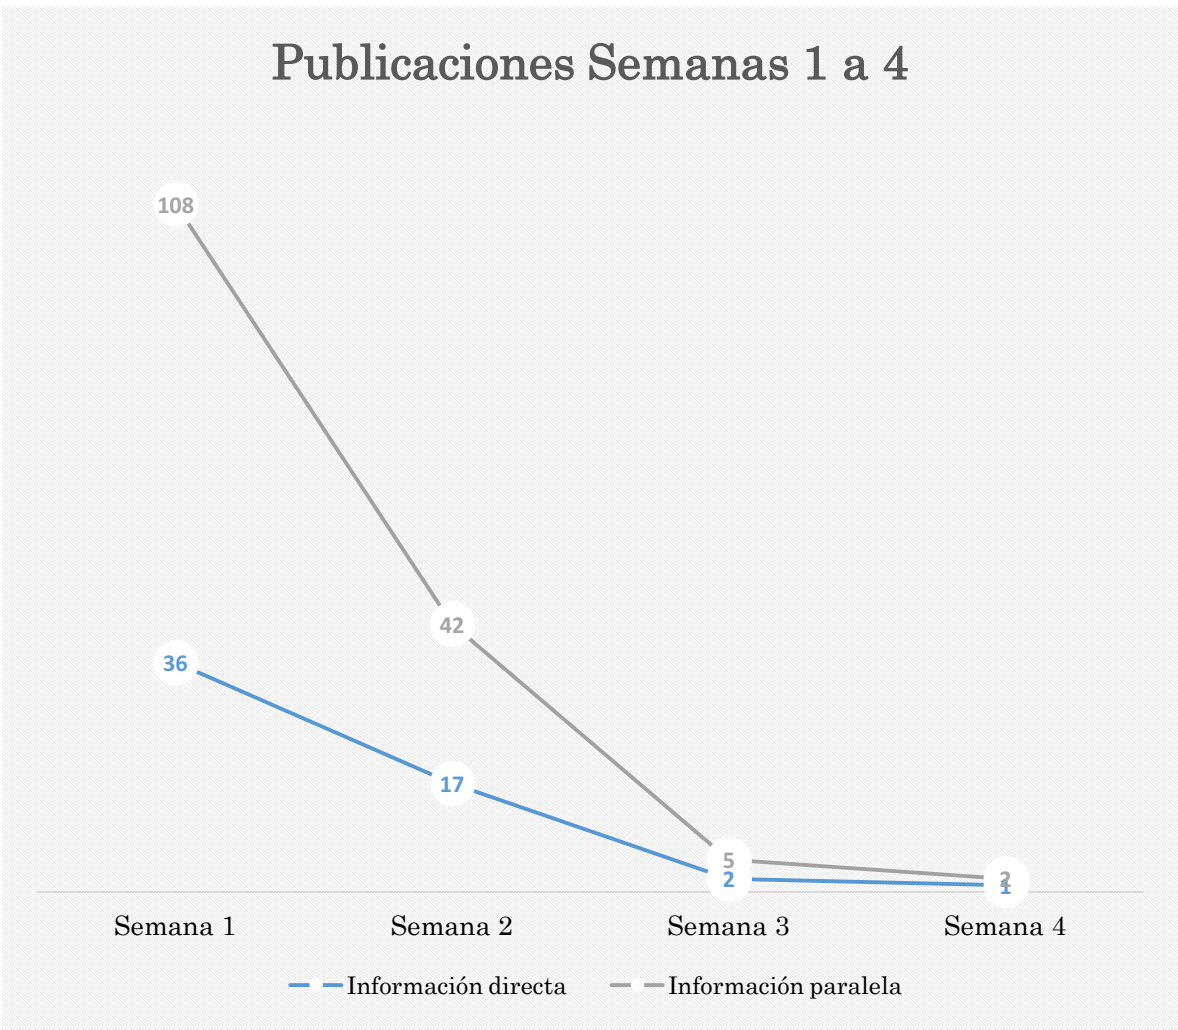 Publicaciones Semanas 1 a 4
108
42
36
17
5
2
2
1
Semana 1 Semana 2 Semana 3 Semana 4
Información directa Información paralela